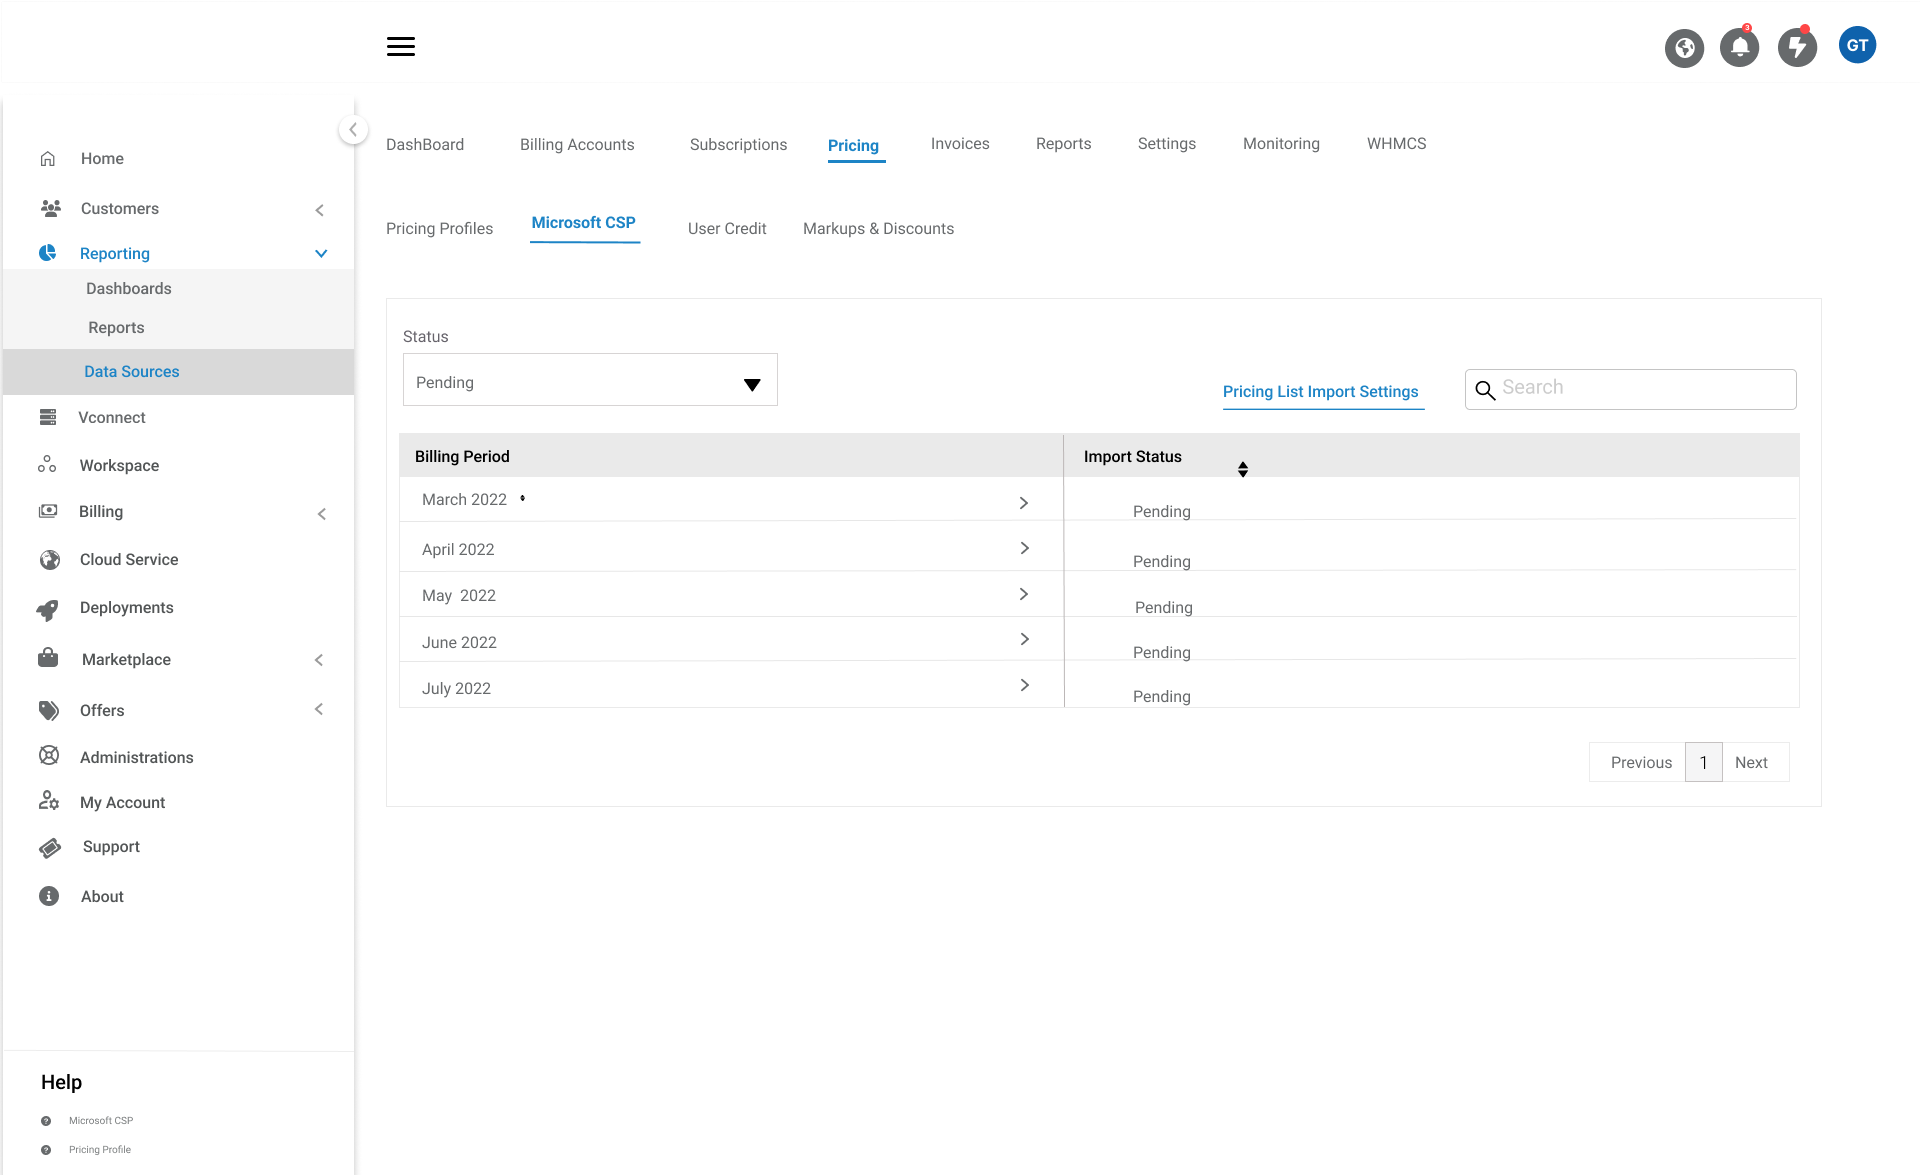 3
GT
Home
Customers
Reporting
Dashboards
Reports
Data Sources
Vconnect
Workspace
Billing
Cloud Service
Deployments
Marketplace
Offers
Administrations
My Account
Support
About
Help
Microsoft CSP
Pricing Profile
DashBoard Billing Accounts Subscriptions Pricing Invoices Reports Settings Monitoring WHMCS
Pricing Profiles Microsoft CSP User Credit Markups & Discounts
Status
Pending
Pricing List Import Settings
Search
Billing Period Import Status
March 2022 Pending
April 2022 Pending
May 2022 Pending
June 2022 Pending
July 2022 Pending
Previous 1 Next